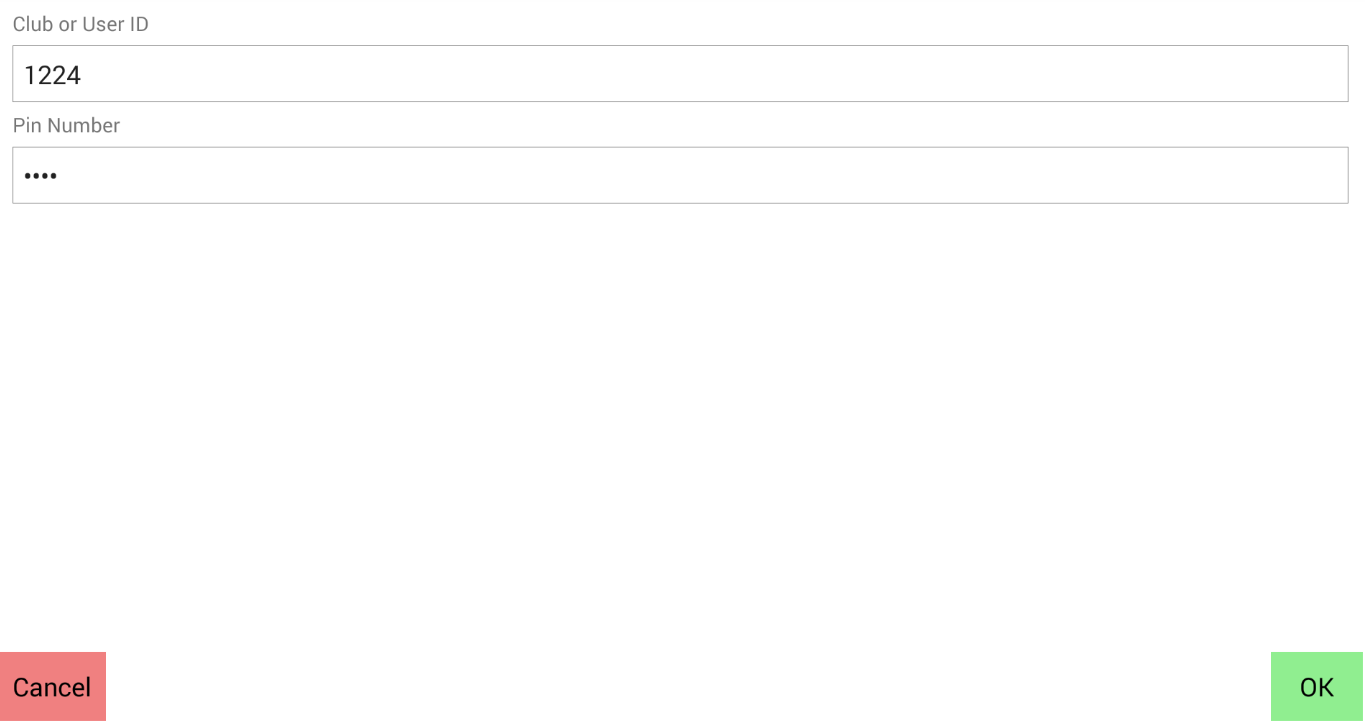 Club or User ID
1224
Pin Number
••••
Cancel
OK